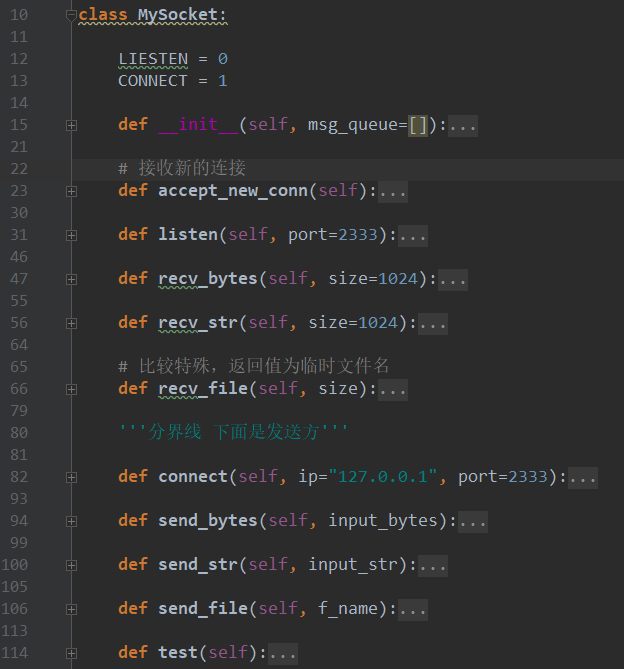 10 class MySocket:
11
12 LIESTEN = 0
13 CONNECT = 1
14
15 def __init__(self, msg_queue=[]):...
21
22 # 接收新的连接
23 def accept_new_conn(self):...
30
31 def listen(self, port=2333):...
46
47 def recv_bytes(self, size=1024):...
55
56 def recv_str(self, size=1024):...
64
65 # 比较特殊，返回值为临时文件名
66 def recv_file(self, size):...
79
80 '''分界线 下面是发送方'''
81
82 def connect(self, ip="127.0.0.1", port=2333):...
93
94 def send_bytes(self, input_bytes):...
99
100 def send_str(self, input_str):...
105
106 def send_file(self, f_name):...
113
114 def test(self):...